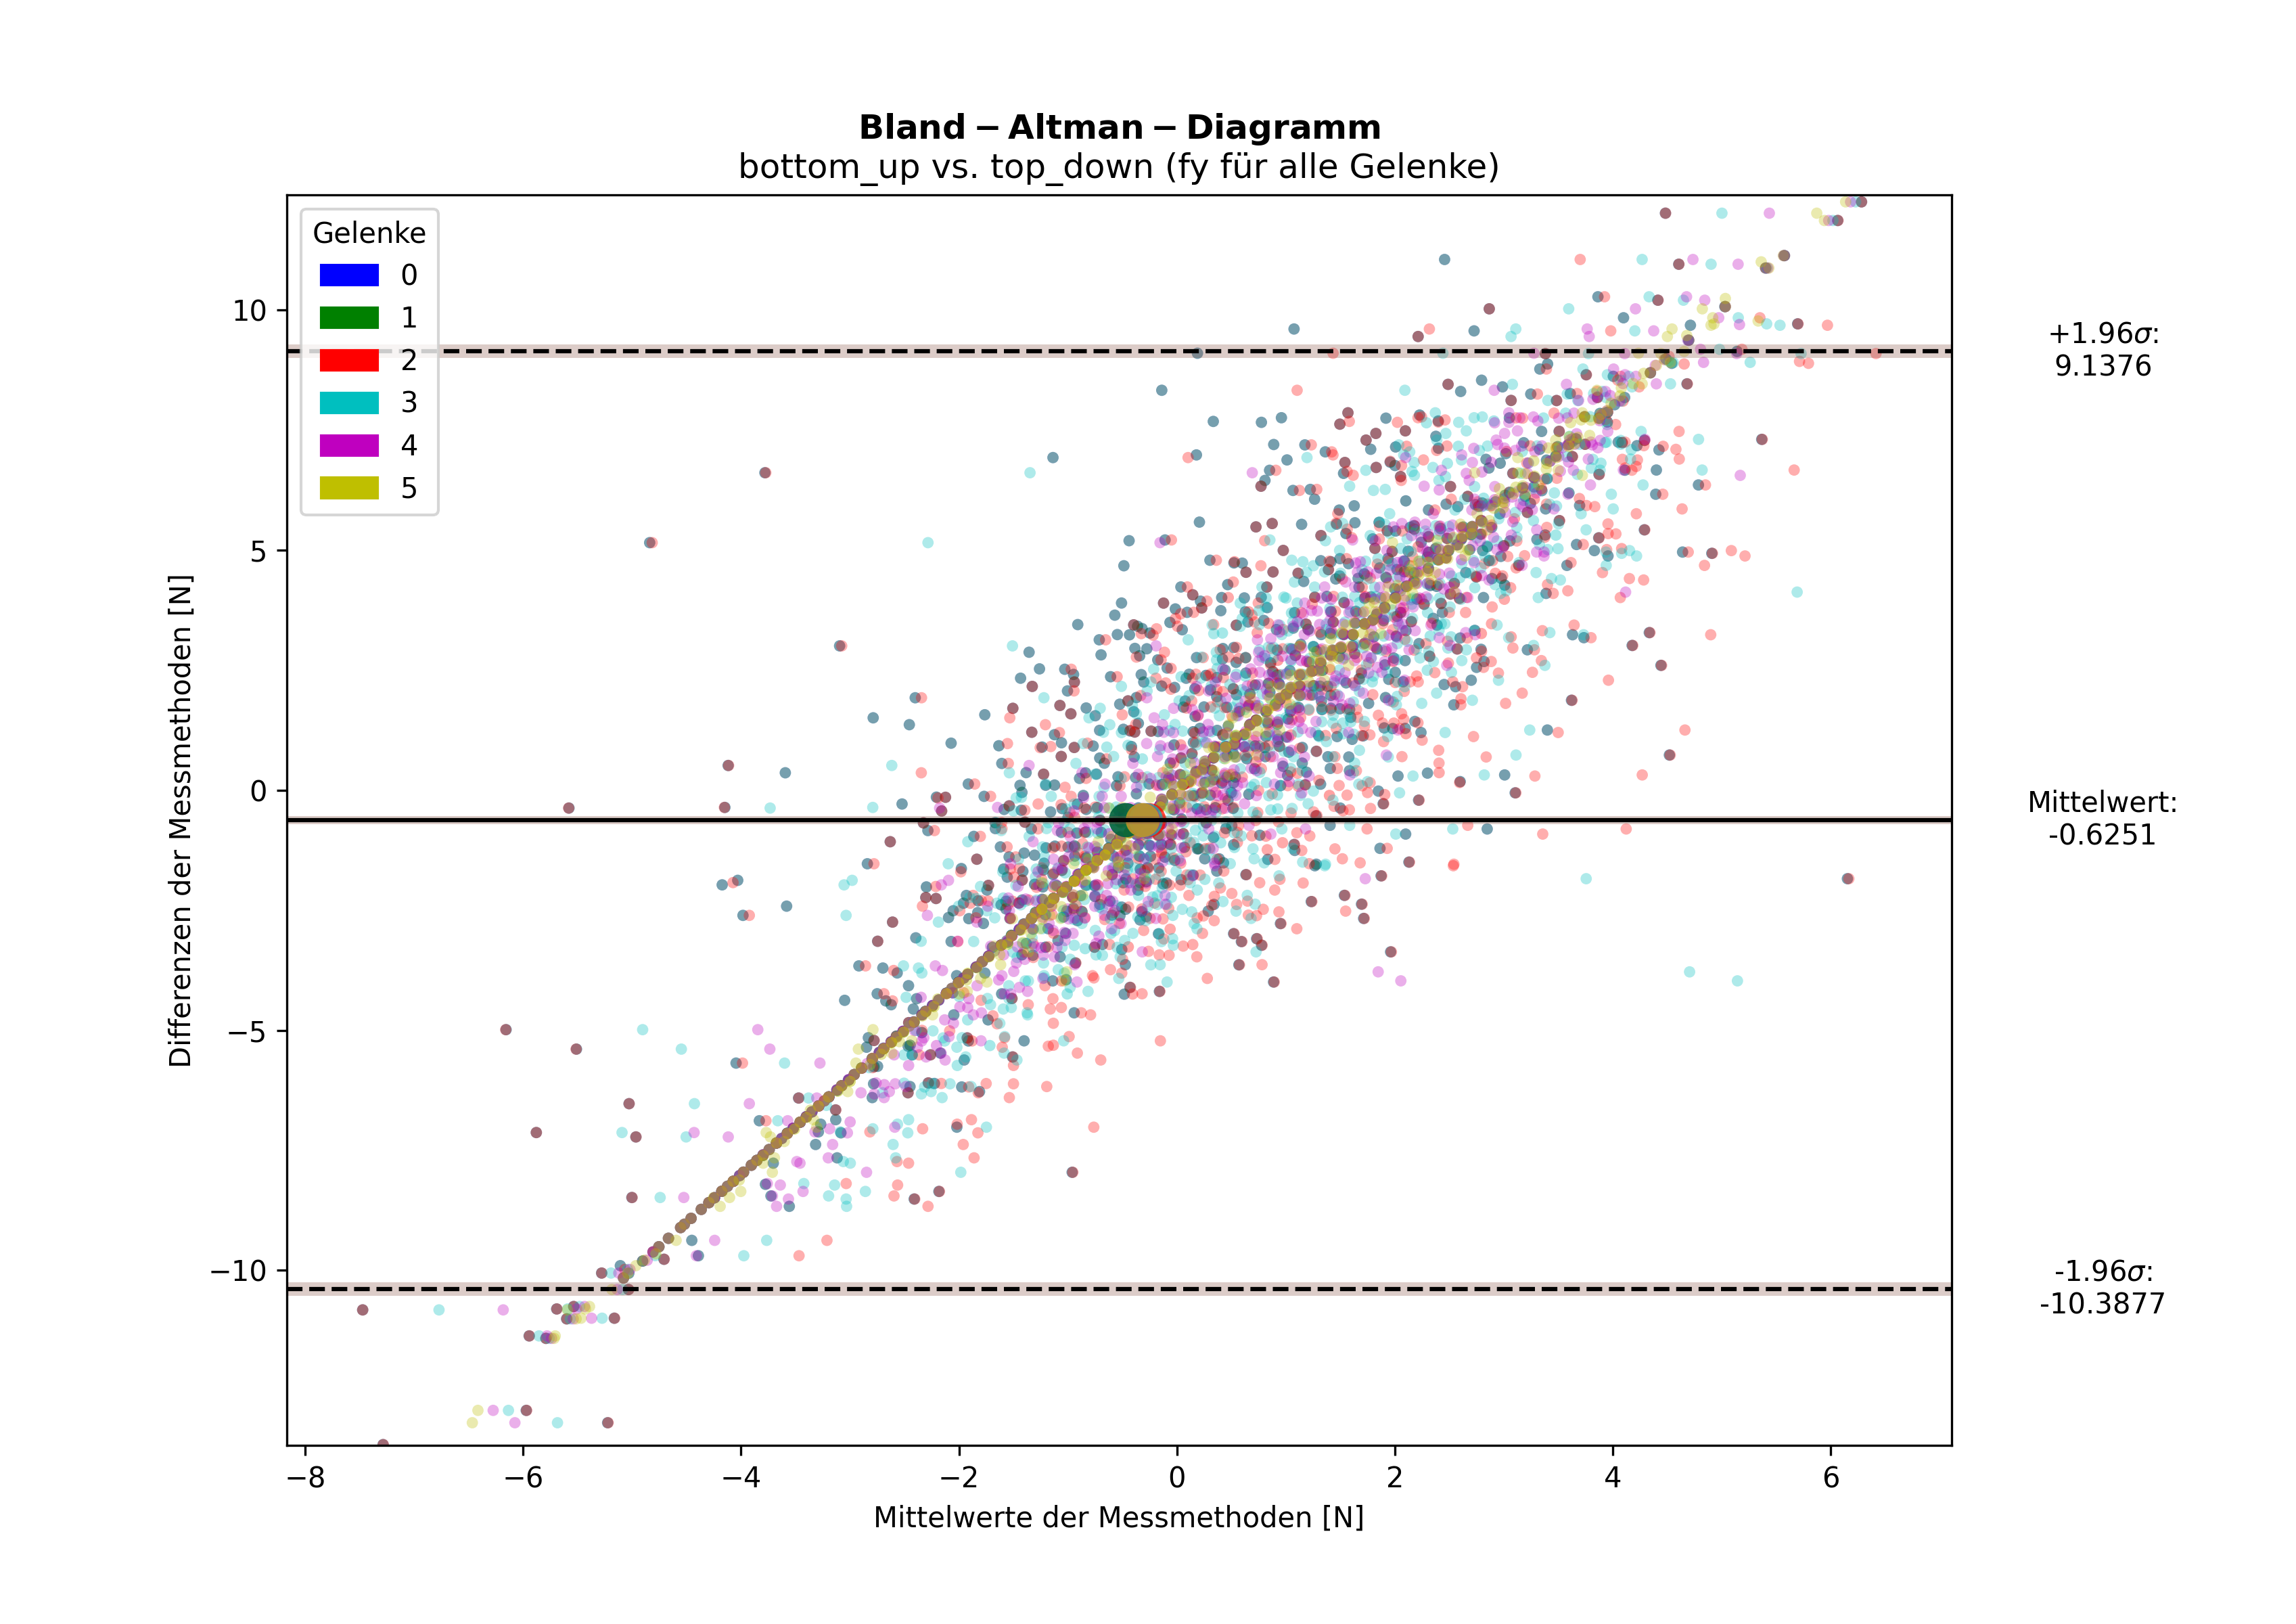 Bland − Altman − Diagramm
bottom_up vs. top_down (fy für alle Gelenke)
Gelenke
0
1
2
3
4
5
10
5
0
−5
−10
Differenzen der Messmethoden [N]
+1.96σ:
9.1376
Mittelwert:
-0.6251
-1.96σ:
-10.3877
−8
−6
−4
−2
0
2
4
6
Mittelwerte der Messmethoden [N]